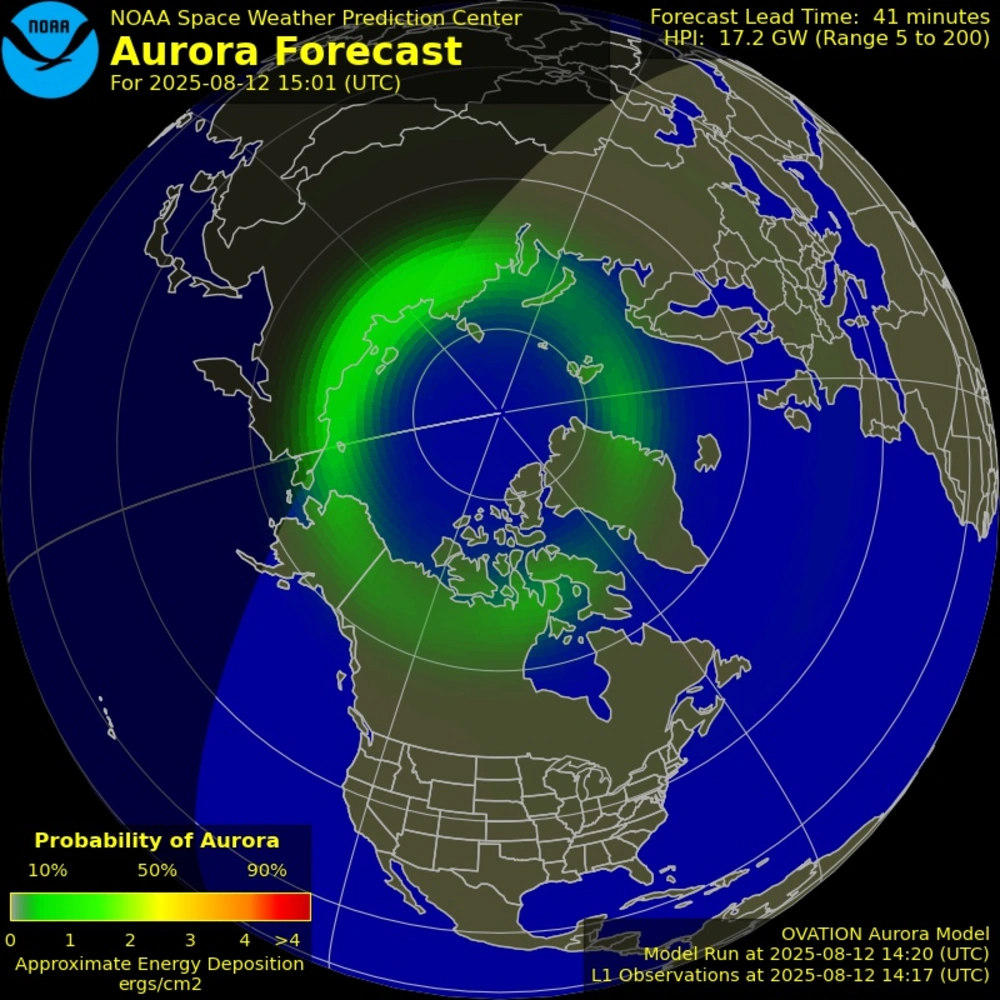 NOAA
NOAA Space Weather Prediction Center
Aurora Forecast
For 2025-08-12 15:01 (UTC)
Forecast Lead Time: 41 minutes
HPI: 17.2 GW (Range 5 to 200)
Probability of Aurora
10% 50% 90%
0 1 2 3 4 >4
Approximate Energy Deposition
ergs/cm2
OVATION Aurora Model
Model Run at 2025-08-12 14:20 (UTC)
L1 Observations at 2025-08-12 14:17 (UTC)